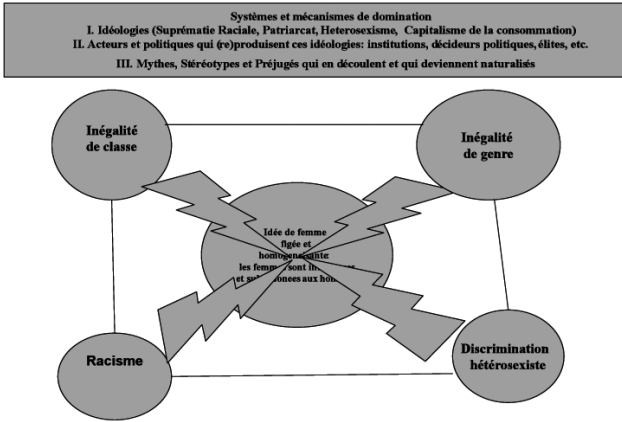 Systèmes et mécanismes de domination
I. Idéologies (Suprématie Raciale, Patriarcat, Heterosexisme, Capitalisme de la consommation)
II. Acteurs et politiques qui (re)produisent ces idéologies: institutions, décideurs politiques, élites, etc.
III. Mythes, Stéréotypes et Préjugés qui en découlent et qui deviennent naturalisés
Inégalité
de classe
Inégalité
de genre
Idée de femme
figée et
les sont
et aux
Racisme
Discrimination
hétérosexiste